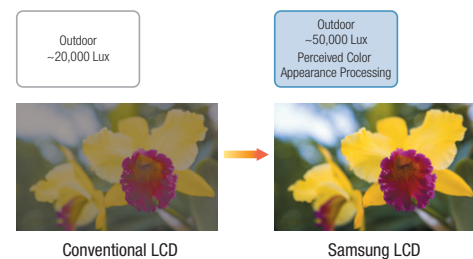 Outdoor
~20,000 Lux
Outdoor
~50,000 Lux
Perceived Color
Appearance Processing
Conventional LCD
Samsung LCD